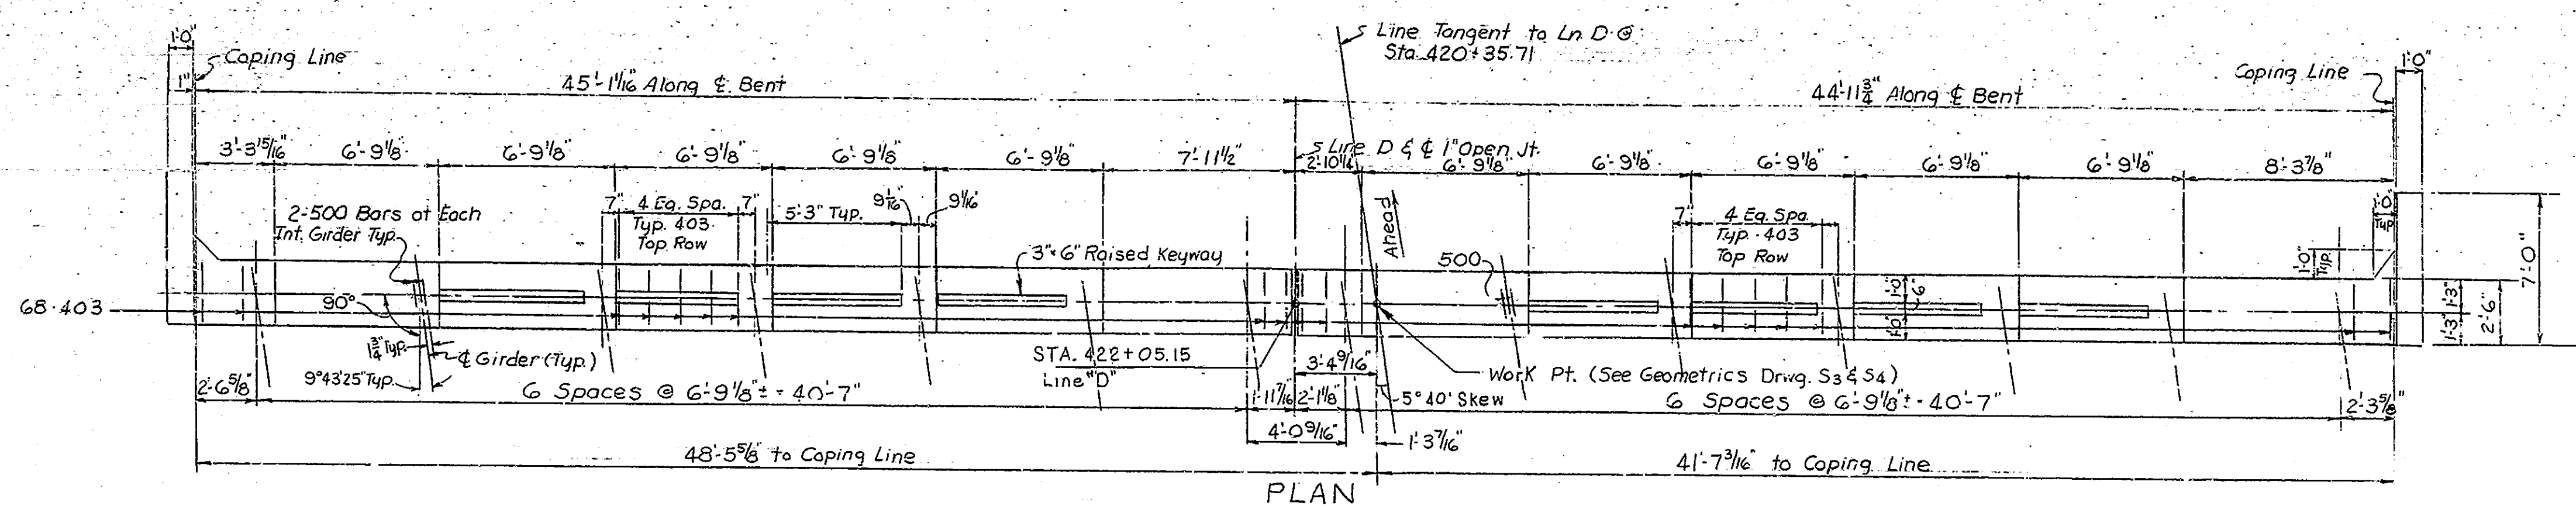 1'-0"
Coping Line
1"
45'-1 1/16 Along ℄ Bent
Line Tangent to Ln D @
Sta. 420+35.71
44'-11 3/4 Along ℄ Bent
Coping Line
1'-0"
3'-3 15/16"
6'-9 1/8"
6'-9 1/8"
6'-9 1/8"
6'-9 1/8"
6'-9 1/8"
7'-11 1/2"
Line D & ℄ 1" Open Jt.
2'-10 1/4"
6'-9 1/8"
6'-9 1/8"
6'-9 1/8"
6'-9 1/8"
6'-9 1/8"
8'-3 7/8"
2-500 Bars at Each
Int. Girder Typ.
7"
4 Eq. Spa.
7"
Typ. 403
Top Row
5'-3" Typ.
9 1/16"
9 1/16"
3"x6" Raised Keyway
Ahead
500
7"
4 Eq. Spa.
Typ. 403
Top Row
1'-0"
Typ.
1'-0"
Typ.
7'-0"
68-403
90°
1 3/4" Typ.
℄ Girder (Typ.)
9°43'25" Typ.
1'-0"
6"
1'-0"
1'-3"
1'-3"
2'-6"
STA. 422+05.15
Line "D"
3'-4 9/16"
Work Pt. (See Geometrics Drwg. S3 & S4)
2'-6 5/8"
6 Spaces @ 6'-9 1/8" ± = 40'-7"
1'-11 7/16
2'-1 1/8"
5°40' Skew
6 Spaces @ 6'-9 1/8" ± = 40'-7"
2'-3 5/8"
4'-0 9/16"
1'-3 7/16"
48'-5 5/8" to Coping Line
41'-7 3/16" to Coping Line
PLAN